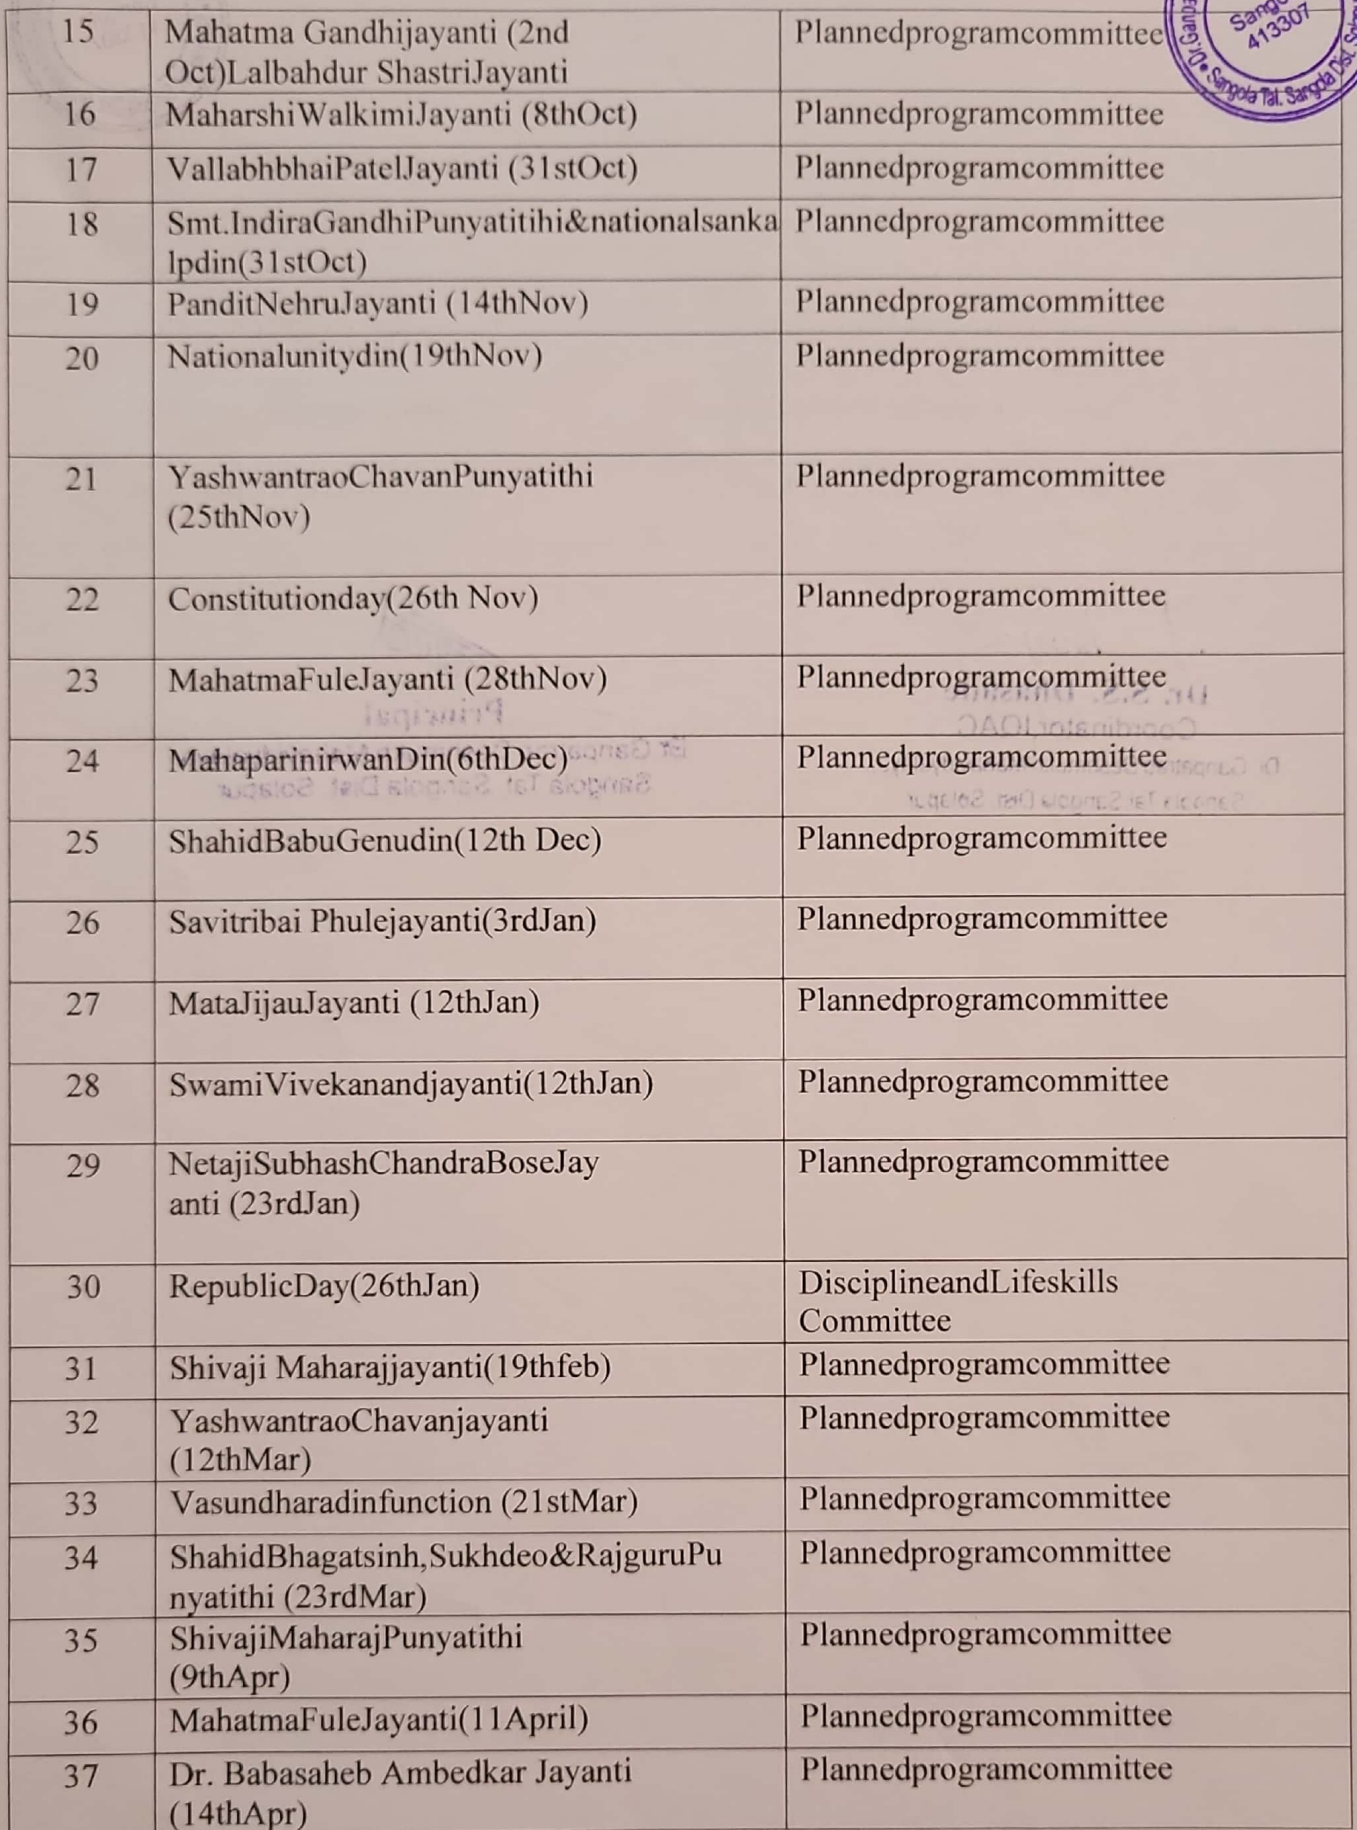 15 Mahatma Gandhijayanti (2nd Plannedprogramcommittee
Oct)Lalbahdur ShastriJayanti
16 MaharshiWalkimiJayanti (8thOct) Plannedprogramcommittee
17 VallabhbhaiPatelJayanti (31stOct) Plannedprogramcommittee
18 Smt.IndiraGandhiPunyatitihi&nationalsanka Plannedprogramcommittee
lpdin(31stOct)
19 PanditNehruJayanti (14thNov) Plannedprogramcommittee
20 Nationalunitydin(19thNov) Plannedprogramcommittee
21 YashwantraoChavanPunyatithi Plannedprogramcommittee
(25thNov)
22 Constitutionday(26th Nov) Plannedprogramcommittee
23 MahatmaFuleJayanti (28thNov) Plannedprogramcommittee
24 MahaparinirwanDin(6thDec) Plannedprogramcommittee
25 ShahidBabuGenudin(12th Dec) Plannedprogramcommittee
26 Savitribai Phulejayanti(3rdJan) Plannedprogramcommittee
27 MataJijauJayanti (12thJan) Plannedprogramcommittee
28 SwamiVivekanandjayanti(12thJan) Plannedprogramcommittee
29 NetajiSubhashChandraBoseJay Plannedprogramcommittee
anti (23rdJan)
30 RepublicDay(26thJan) DisciplineandLifeskills
Committee
31 Shivaji Maharajjayanti(19thfeb) Plannedprogramcommittee
32 YashwantraoChavanjayanti Plannedprogramcommittee
(12thMar)
33 Vasundharadinfunction (21stMar) Plannedprogramcommittee
34 ShahidBhagatsinh,Sukhdeo&RajguruPu Plannedprogramcommittee
nyatithi (23rdMar)
35 ShivajiMaharajPunyatithi Plannedprogramcommittee
(9thApr)
36 MahatmaFuleJayanti(11April) Plannedprogramcommittee
37 Dr. Babasaheb Ambedkar Jayanti Plannedprogramcommittee
(14thApr)
413307
Sangola Tal. Sangola Dist.